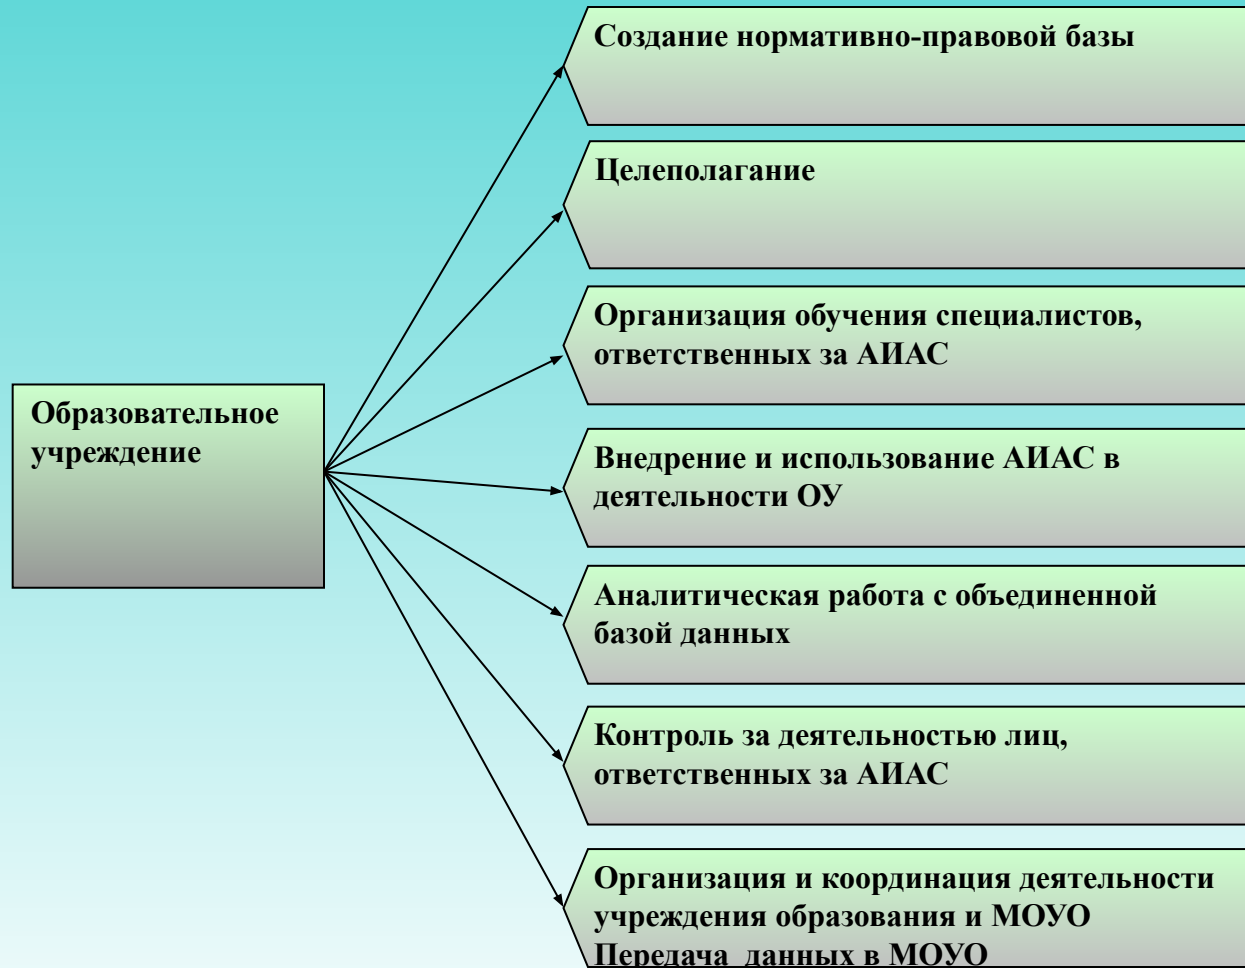 Создание нормативно-правовой базы
Целеполагание
Организация обучения специалистов,
ответственных за АИАС
Образовательное
учреждение
Внедрение и использование АИАС в
деятельности ОУ
Аналитическая работа с объединенной
базой данных
Контроль за деятельностью лиц,
ответственных за АИАС
Организация и координация деятельности
учреждения образования и МОУО
Передача данных в МОУО